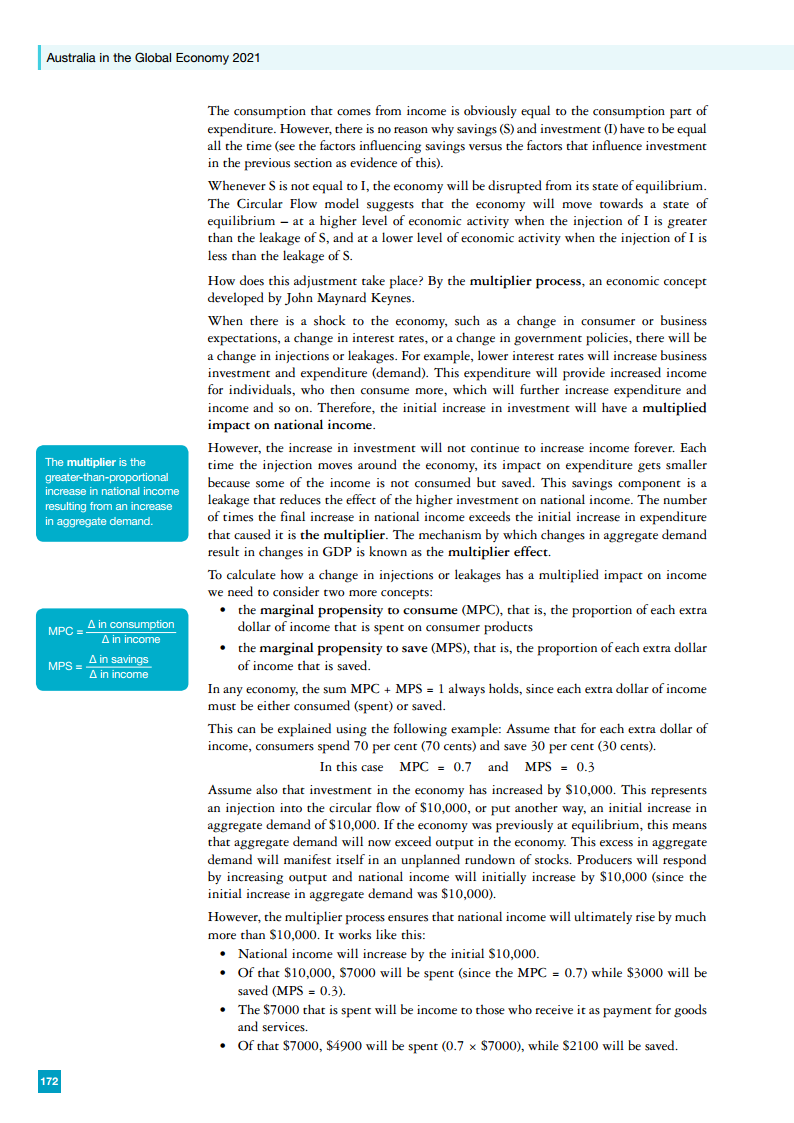 Australia in the Global Economy 2021
The consumption that comes from income is obviously equal to the consumption part of
expenditure. However, there is no reason why savings (S) and investment (I) have to be equal
all the time (see the factors influencing savings versus the factors that influence investment
in the previous section as evidence of this).
Whenever S is not equal to I, the economy will be disrupted from its state of equilibrium.
The Circular Flow model suggests that the economy will move towards a state of
equilibrium – at a higher level of economic activity when the injection of I is greater
than the leakage of S, and at a lower level of economic activity when the injection of I is
less than the leakage of S.
How does this adjustment take place? By the multiplier process, an economic concept
developed by John Maynard Keynes.
When there is a shock to the economy, such as a change in consumer or business
expectations, a change in interest rates, or a change in government policies, there will be
a change in injections or leakages. For example, lower interest rates will increase business
investment and expenditure (demand). This expenditure will provide increased income
for individuals, who then consume more, which will further increase expenditure and
income and so on. Therefore, the initial increase in investment will have a multiplied
impact on national income.
However, the increase in investment will not continue to increase income forever. Each
time the injection moves around the economy, its impact on expenditure gets smaller
because some of the income is not consumed but saved. This savings component is a
leakage that reduces the effect of the higher investment on national income. The number
of times the final increase in national income exceeds the initial increase in expenditure
that caused it is the multiplier. The mechanism by which changes in aggregate demand
result in changes in GDP is known as the multiplier effect.
The multiplier is the
greater-than-proportional
increase in national income
resulting from an increase
in aggregate demand.
To calculate how a change in injections or leakages has a multiplied impact on income
we need to consider two more concepts:
• the marginal propensity to consume (MPC), that is, the proportion of each extra
dollar of income that is spent on consumer products
• the marginal propensity to save (MPS), that is, the proportion of each extra dollar
of income that is saved.
MPC = Δ in consumption
Δ in income
MPS = Δ in savings
Δ in income
In any economy, the sum MPC + MPS = 1 always holds, since each extra dollar of income
must be either consumed (spent) or saved.
This can be explained using the following example: Assume that for each extra dollar of
income, consumers spend 70 per cent (70 cents) and save 30 per cent (30 cents).
In this case MPC = 0.7 and MPS = 0.3
Assume also that investment in the economy has increased by $10,000. This represents
an injection into the circular flow of $10,000, or put another way, an initial increase in
aggregate demand of $10,000. If the economy was previously at equilibrium, this means
that aggregate demand will now exceed output in the economy. This excess in aggregate
demand will manifest itself in an unplanned rundown of stocks. Producers will respond
by increasing output and national income will initially increase by $10,000 (since the
initial increase in aggregate demand was $10,000).
However, the multiplier process ensures that national income will ultimately rise by much
more than $10,000. It works like this:
• National income will increase by the initial $10,000.
• Of that $10,000, $7000 will be spent (since the MPC = 0.7) while $3000 will be
saved (MPS = 0.3).
• The $7000 that is spent will be income to those who receive it as payment for goods
and services.
• Of that $7000, $4900 will be spent (0.7 × $7000), while $2100 will be saved.
172